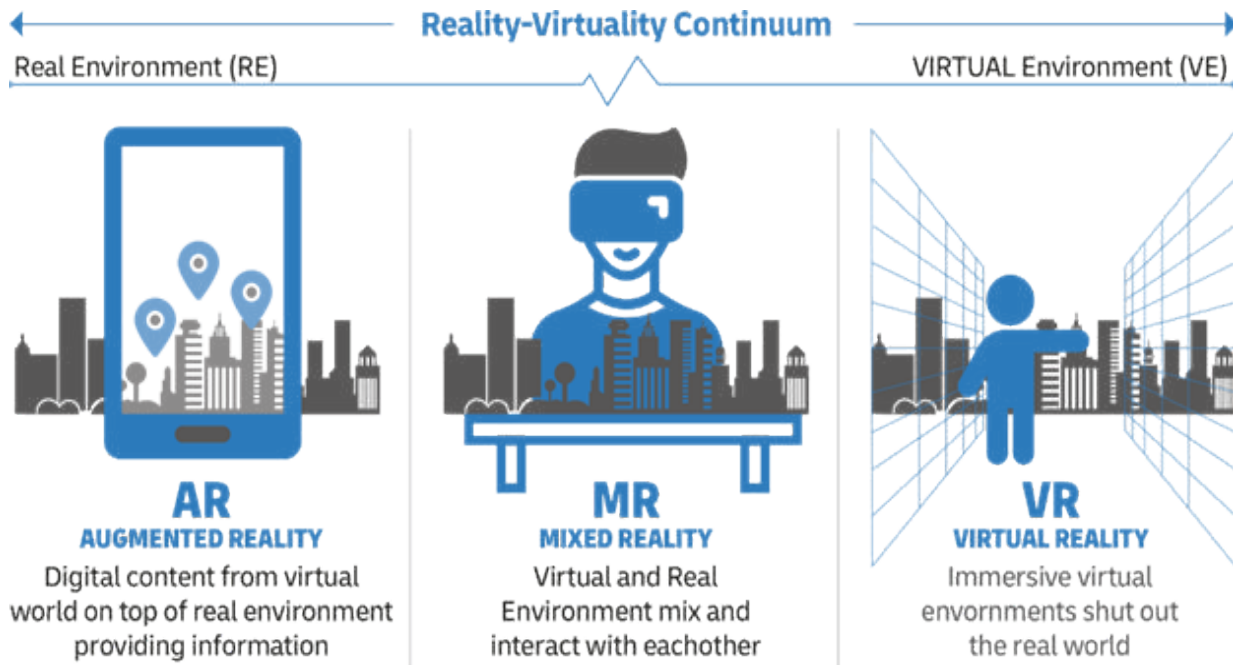 Reality-Virtuality Continuum
Real Environment (RE)
VIRTUAL Environment (VE)
AR
AUGMENTED REALITY
Digital content from virtual
world on top of real environment
providing information
MR
MIXED REALITY
Virtual and Real
Environment mix and
interact with eachother
VR
VIRTUAL REALITY
Immersive virtual
envornments shut out
the real world